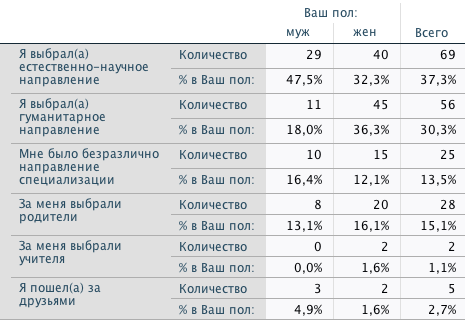 Ваш пол:
муж жен Всего
Я выбрал(а) естественно-научное направление Количество 29 40 69
% в Ваш пол: 47,5% 32,3% 37,3%
Я выбрал(а) гуманитарное направление Количество 11 45 56
% в Ваш пол: 18,0% 36,3% 30,3%
Мне было безразлично направление специализации Количество 10 15 25
% в Ваш пол: 16,4% 12,1% 13,5%
За меня выбрали родители Количество 8 20 28
% в Ваш пол: 13,1% 16,1% 15,1%
За меня выбрали учителя Количество 0 2 2
% в Ваш пол: 0,0% 1,6% 1,1%
Я пошел(а) за друзьями Количество 3 2 5
% в Ваш пол: 4,9% 1,6% 2,7%